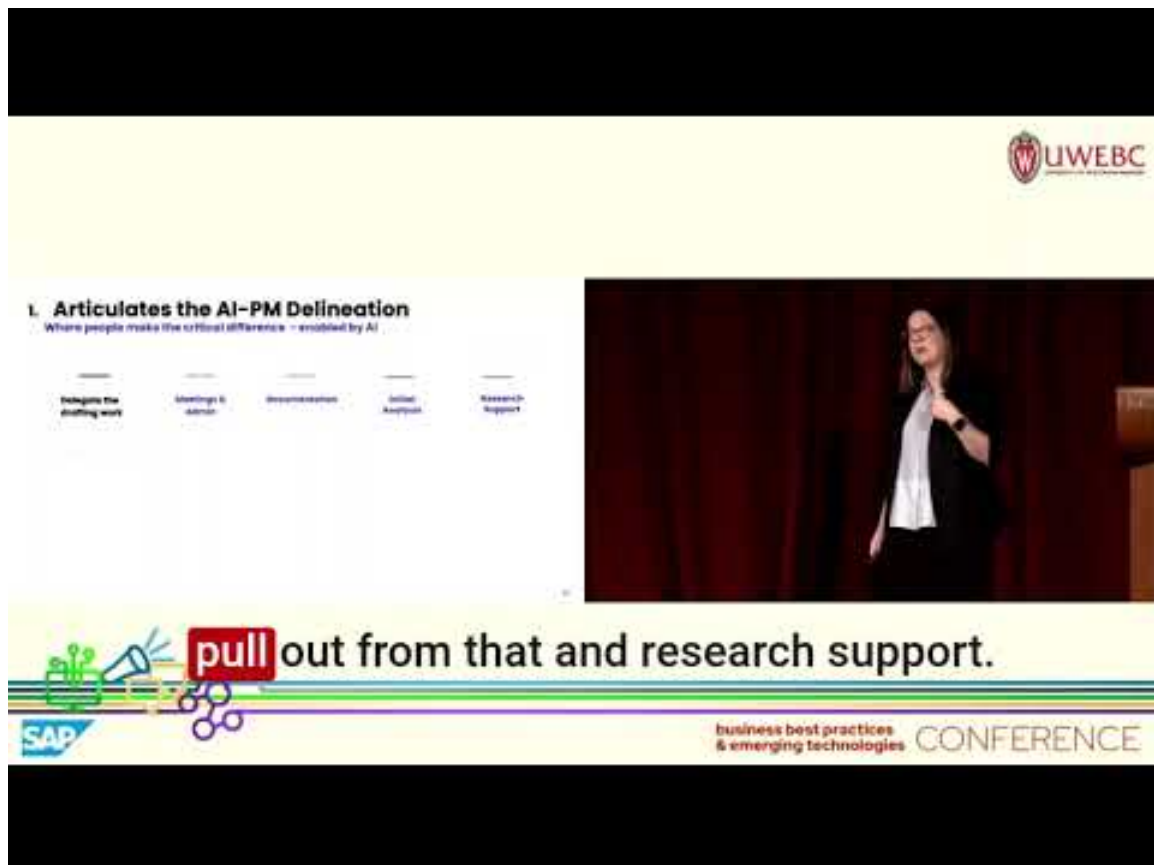 UWEBC
1. Articulates the AI-PM Delineation
Where people make the critical difference - enabled by AI
Delegate the
drafting work
Meetings &
Admin
Documentation
Initial
Analysis
Research
Support
pull out from that and research support.
SAP
business best practices
& emerging technologies
CONFERENCE